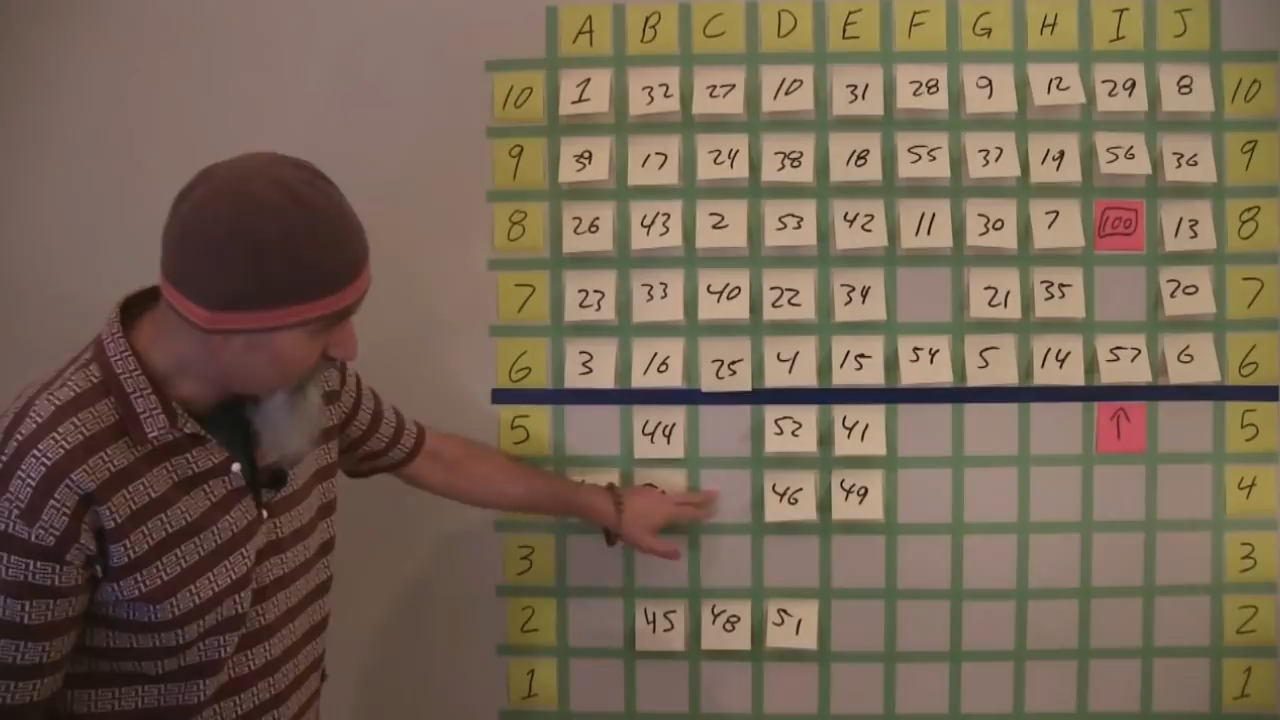 A B C D E F G H I J
10 1 32 27 10 31 28 9 12 29 8 10
9 39 17 24 38 18 55 37 19 56 36 9
8 26 43 2 53 42 11 30 7 100 13 8
7 23 33 40 22 34 21 35 20 7
6 3 16 25 4 15 54 5 14 57 6 6
5 44 52 41 ↑ 5
46 49 4
3 3
2 45 48 51 2
1 1